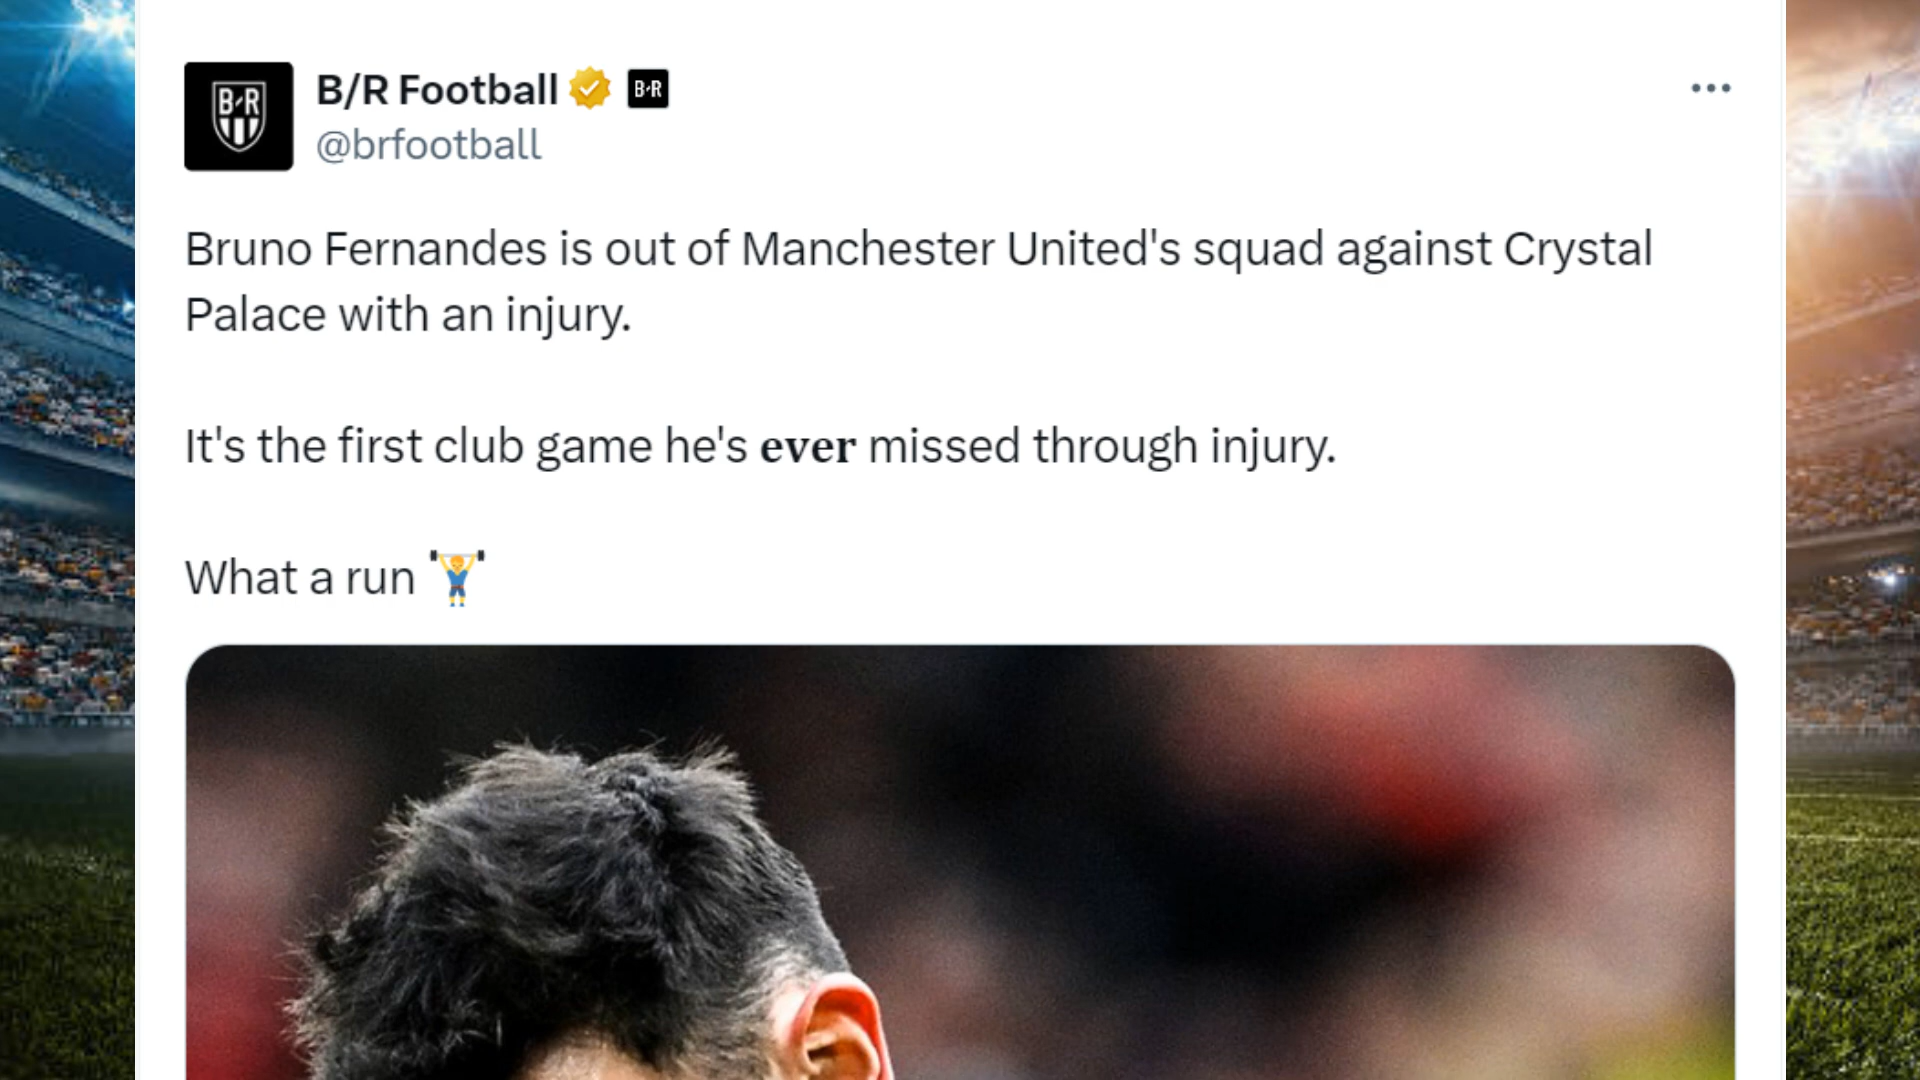 B-R
B/R Football B-R
@brfootball
Bruno Fernandes is out of Manchester United's squad against Crystal
Palace with an injury.
It's the first club game he's ever missed through injury.
What a run 🏋️